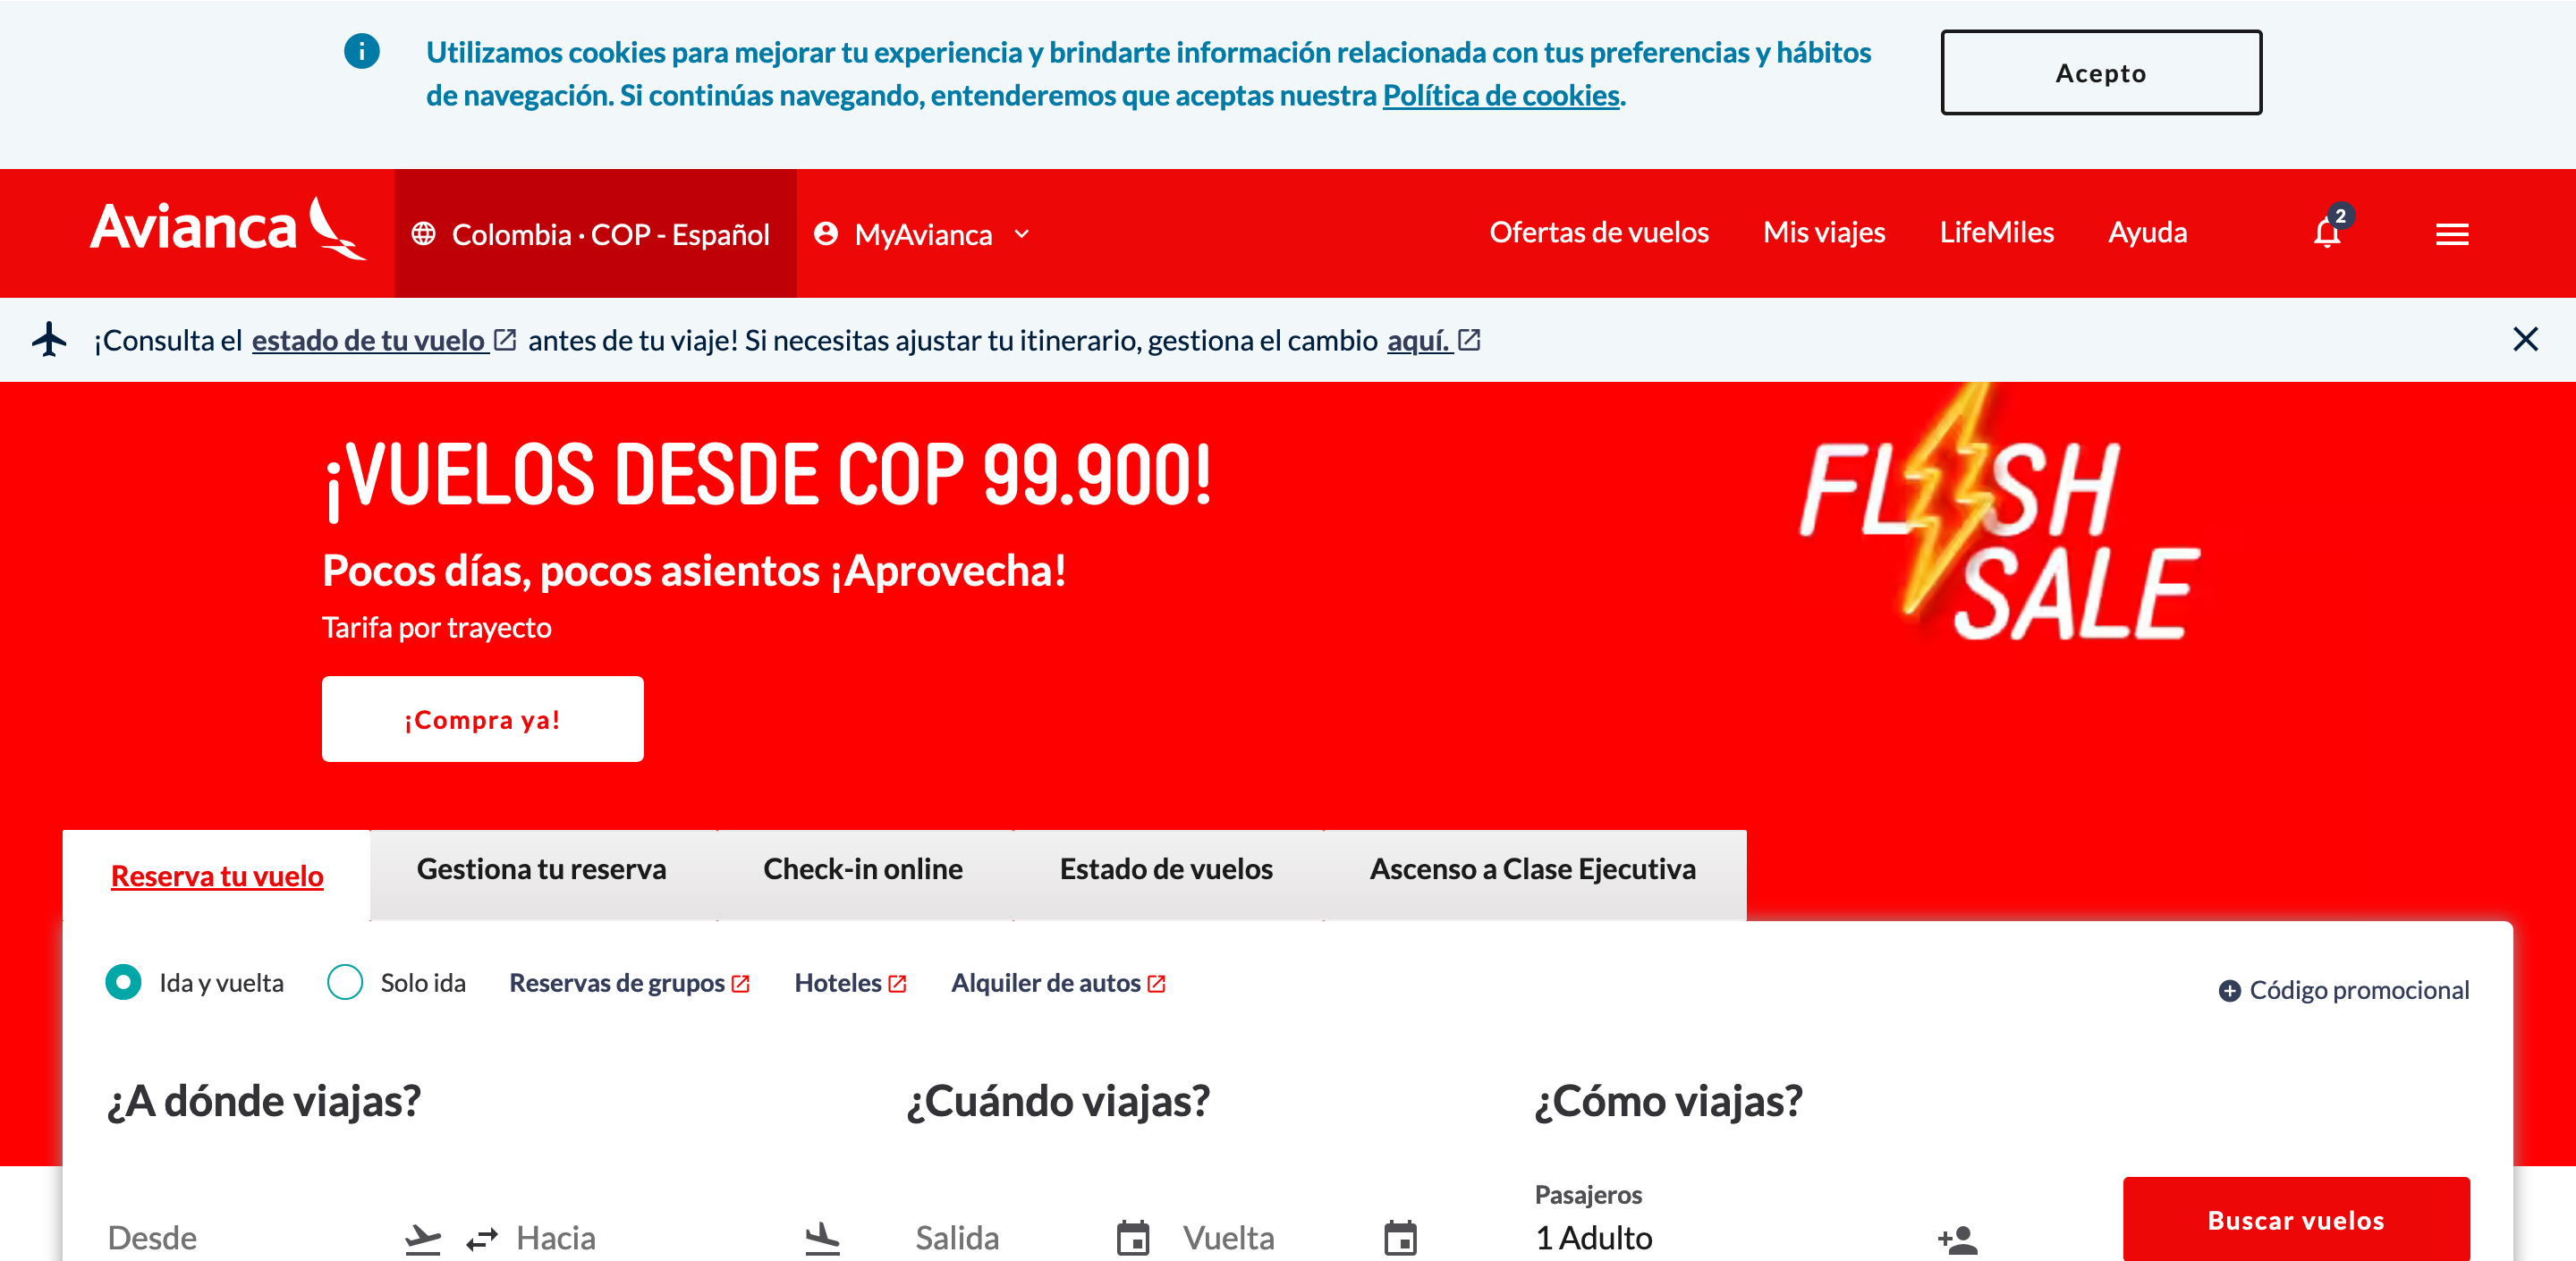 Utilizamos cookies para mejorar tu experiencia y brindarte información relacionada con tus preferencias y hábitos
de navegación. Si continúas navegando, entenderemos que aceptas nuestra Política de cookies.
Acepto
Avianca
Colombia · COP - Español
MyAvianca
Ofertas de vuelos
Mis viajes
LifeMiles
Ayuda
2
¡Consulta el estado de tu vuelo antes de tu viaje! Si necesitas ajustar tu itinerario, gestiona el cambio aquí.
¡VUELOS DESDE COP 99.900!
Pocos días, pocos asientos ¡Aprovecha!
Tarifa por trayecto
¡Compra ya!
FLASH
SALE
Reserva tu vuelo
Gestiona tu reserva
Check-in online
Estado de vuelos
Ascenso a Clase Ejecutiva
Ida y vuelta
Solo ida
Reservas de grupos
Hoteles
Alquiler de autos
Código promocional
¿A dónde viajas?
¿Cuándo viajas?
¿Cómo viajas?
Desde
Hacia
Salida
Vuelta
Pasajeros
1 Adulto
Buscar vuelos